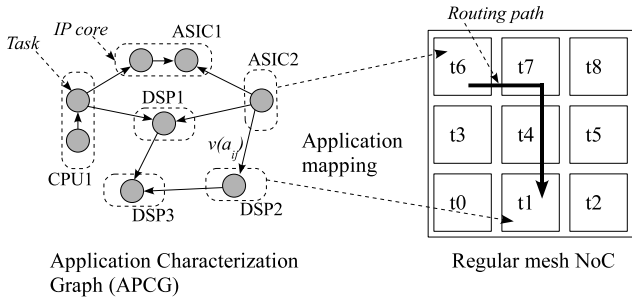 Task
IP core
ASIC1
ASIC2
Routing path
DSP1
v(a_ij)
CPU1
DSP3
DSP2
Application
mapping
t6 t7 t8
t3 t4 t5
t0 t1 t2
Application Characterization
Graph (APCG)
Regular mesh NoC